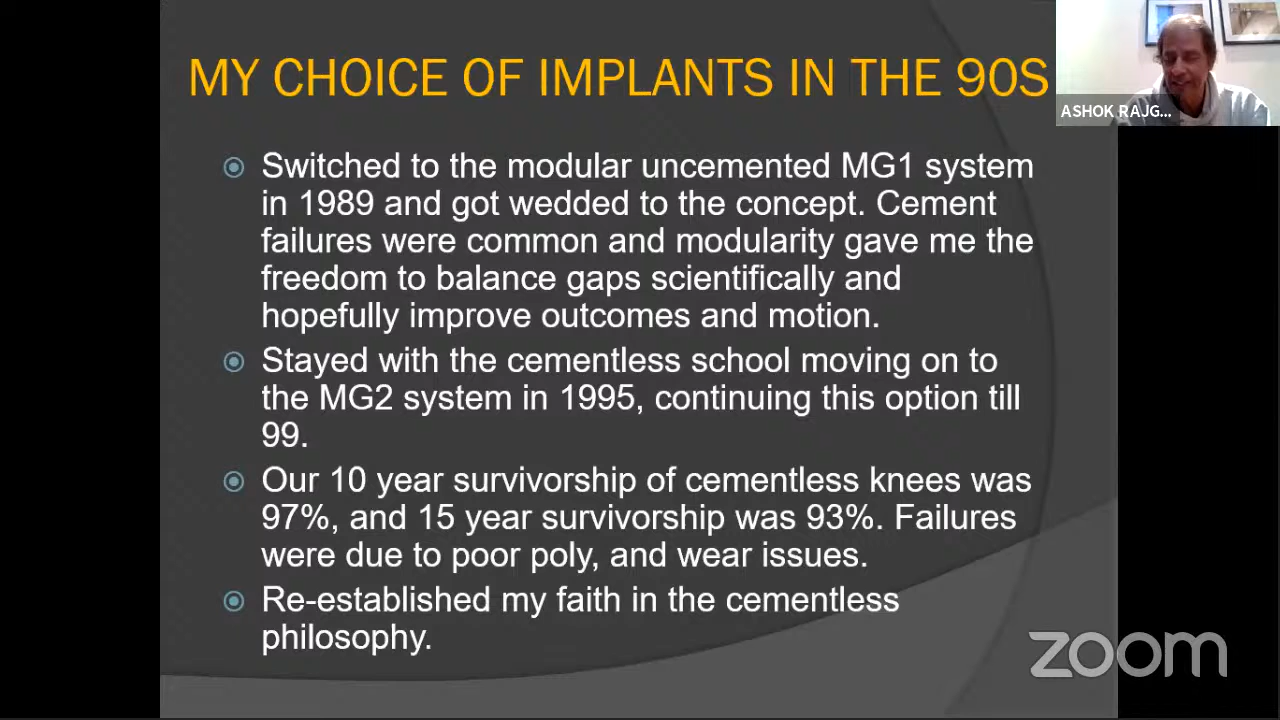 MY CHOICE OF IMPLANTS IN THE 90S
ASHOK RAJG...
Switched to the modular uncemented MG1 system
in 1989 and got wedded to the concept. Cement
failures were common and modularity gave me the
freedom to balance gaps scientifically and
hopefully improve outcomes and motion.
Stayed with the cementless school moving on to
the MG2 system in 1995, continuing this option till
99.
Our 10 year survivorship of cementless knees was
97%, and 15 year survivorship was 93%. Failures
were due to poor poly, and wear issues.
Re-established my faith in the cementless
philosophy.
zoom